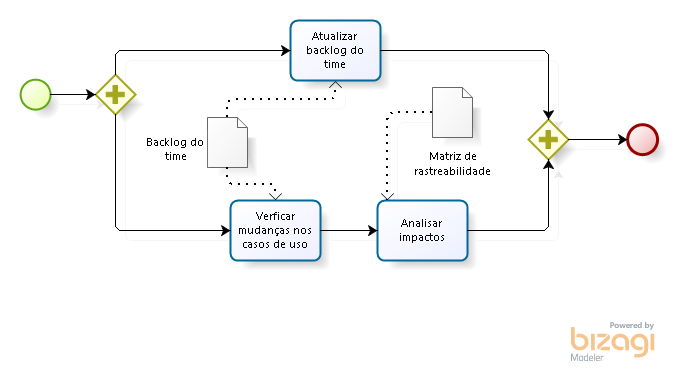 Atualizar
backlog do
time
Backlog do
time
Matriz de
rastreabilidade
Verficar
mudanças nos
casos de uso
Analisar
impactos
Powered by
bizagi
Modeler